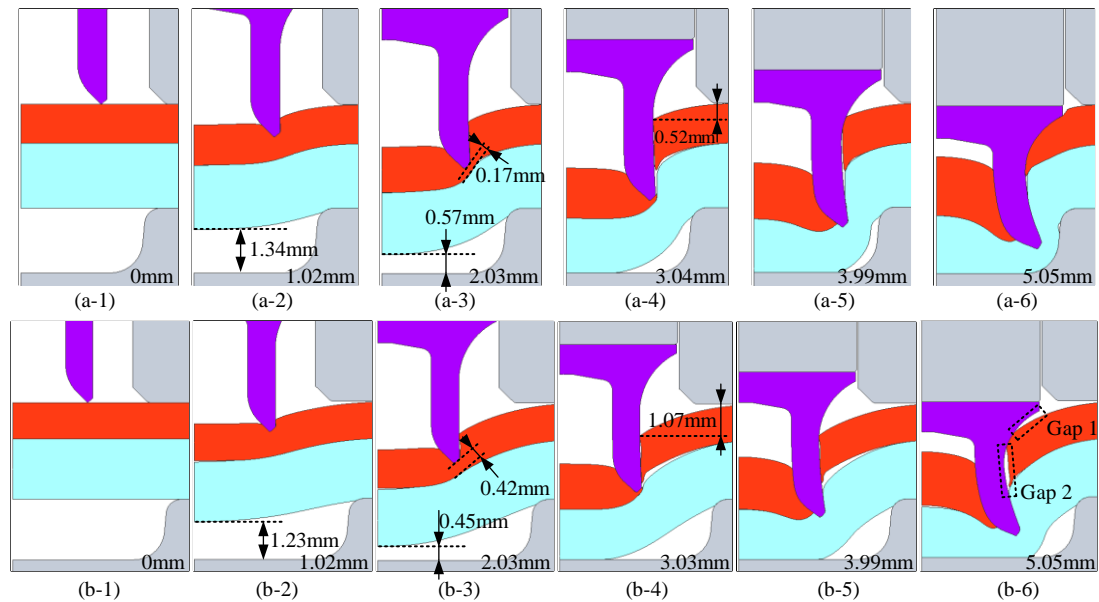 0.17mm
0.52mm
0.57mm
1.34mm
0mm
1.02mm
2.03mm
3.04mm
3.99mm
5.05mm
(a-1)
(a-2)
(a-3)
(a-4)
(a-5)
(a-6)
1.07mm
Gap 1
0.42mm
Gap 2
0.45mm
1.23mm
0mm
1.02mm
2.03mm
3.03mm
3.99mm
5.05mm
(b-1)
(b-2)
(b-3)
(b-4)
(b-5)
(b-6)